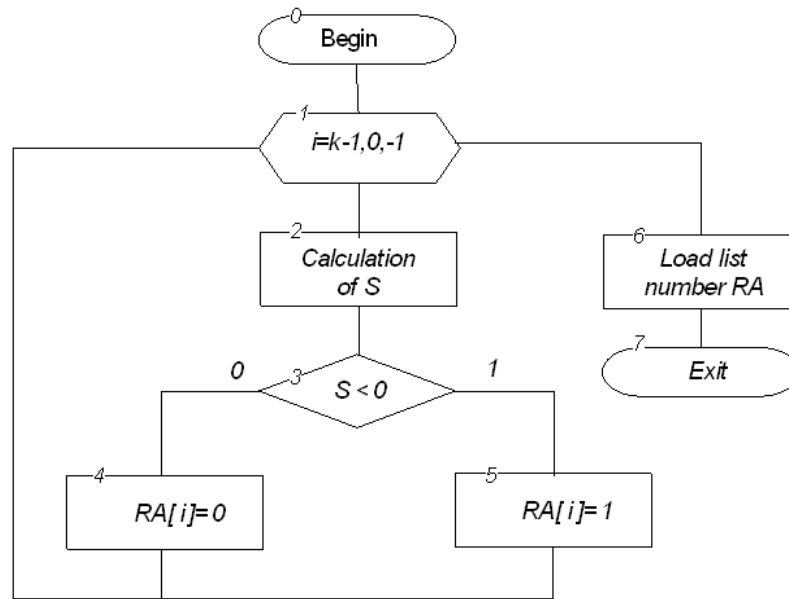 0
Begin
1
i=k-1,0,-1
2
Calculation
of S
6
Load list
number RA
7
Exit
0
3
S < 0
1
4
RA[i]=0
5
RA[i]=1